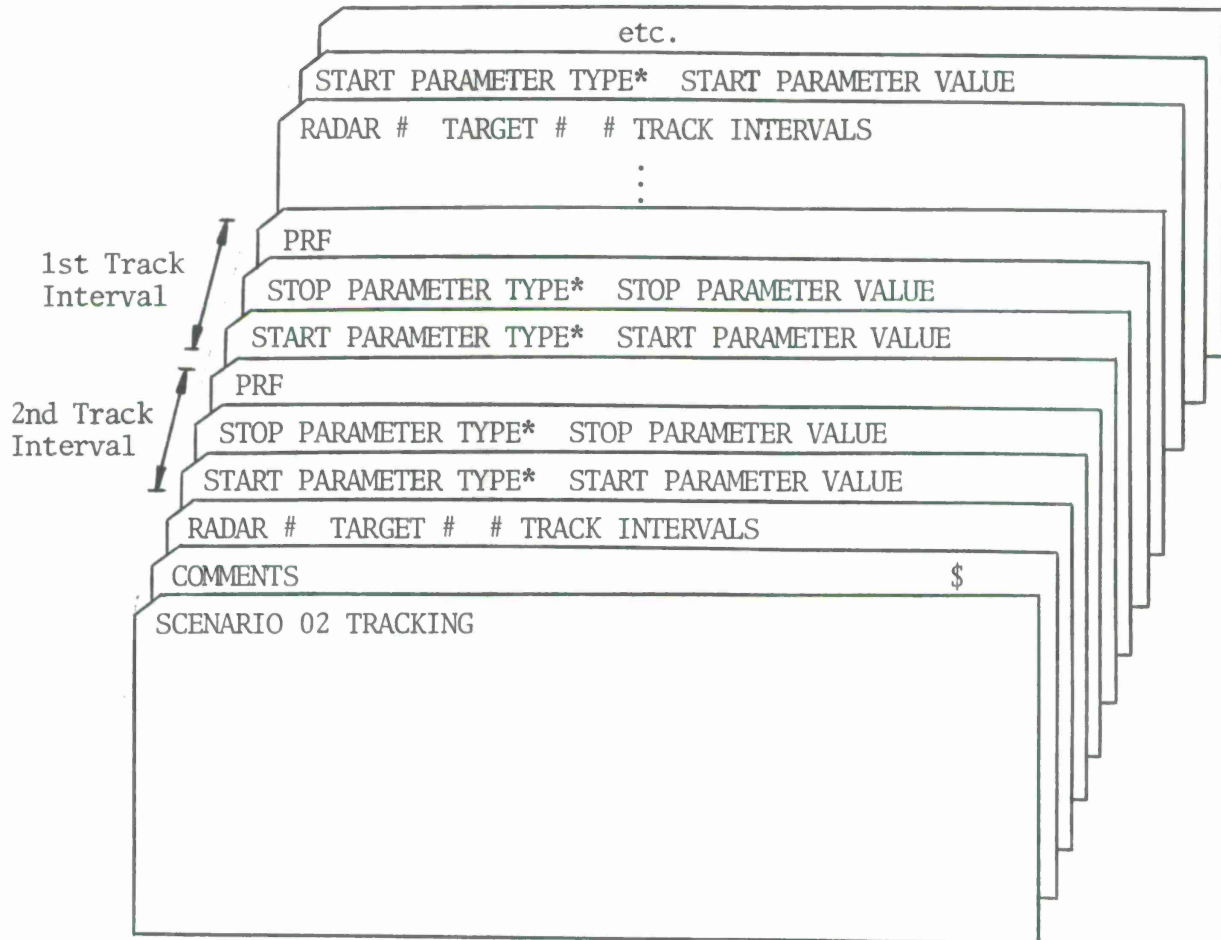 etc.
START PARAMETER TYPE* START PARAMETER VALUE
RADAR # TARGET # # TRACK INTERVALS
PRF
1st Track
Interval
STOP PARAMETER TYPE* STOP PARAMETER VALUE
START PARAMETER TYPE* START PARAMETER VALUE
PRF
2nd Track
Interval
STOP PARAMETER TYPE* STOP PARAMETER VALUE
START PARAMETER TYPE* START PARAMETER VALUE
RADAR # TARGET # # TRACK INTERVALS
COMMENTS $
SCENARIO 02 TRACKING